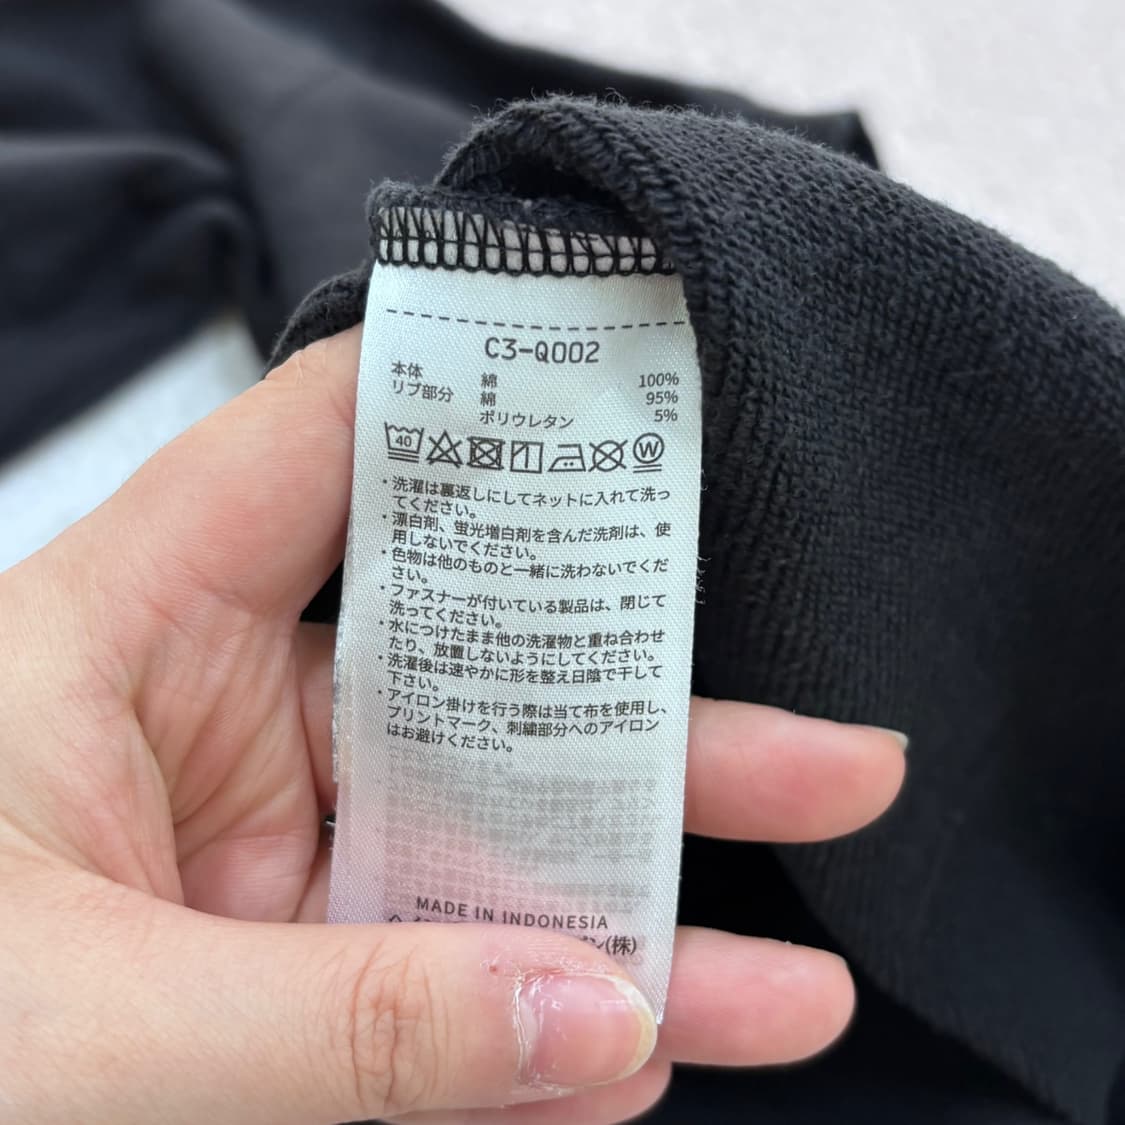 C3-Q002
本体 綿 100%
リブ部分 綿 95%
ポリウレタン 5%
40 W
・洗濯は裏返しにしてネットに入れて洗っ
てください。
・漂白剤、蛍光増白剤を含んだ洗剤は、使
用しないでください。
・色物は他のものと一緒に洗わないでくだ
さい。
・ファスナーが付いている製品は、閉じて
洗ってください。
・水につけたまま他の洗濯物と重ね合わせ
たり、放置しないようにしてください。
・洗濯後は速やかに形を整え日陰で干して
下さい。
・アイロン掛けを行う際は当て布を使用し、
プリントマーク、刺繍部分へのアイロン
はお避けください。
MADE IN INDONESIA
ン(株)